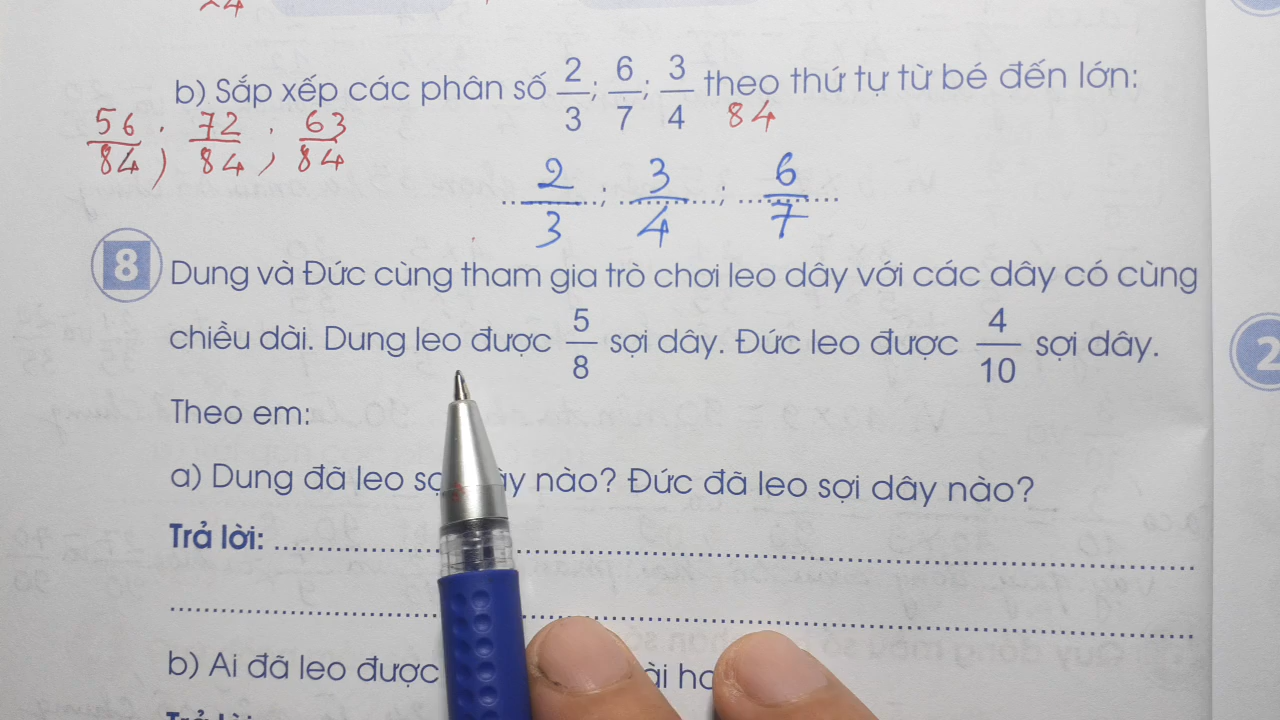 x4
b) Sắp xếp các phân số 2/3; 6/7; 3/4 theo thứ tự từ bé đến lớn:
56/84; 72/84; 63/84
84
2/3; 3/4; 6/7
8 Dung và Đức cùng tham gia trò chơi leo dây với các dây có cùng
chiều dài. Dung leo được 5/8 sợi dây. Đức leo được 4/10 sợi dây.
2
Theo em:
a) Dung đã leo sợi dây nào? Đức đã leo sợi dây nào?
Trả lời:
b) Ai đã leo được
Trả lời